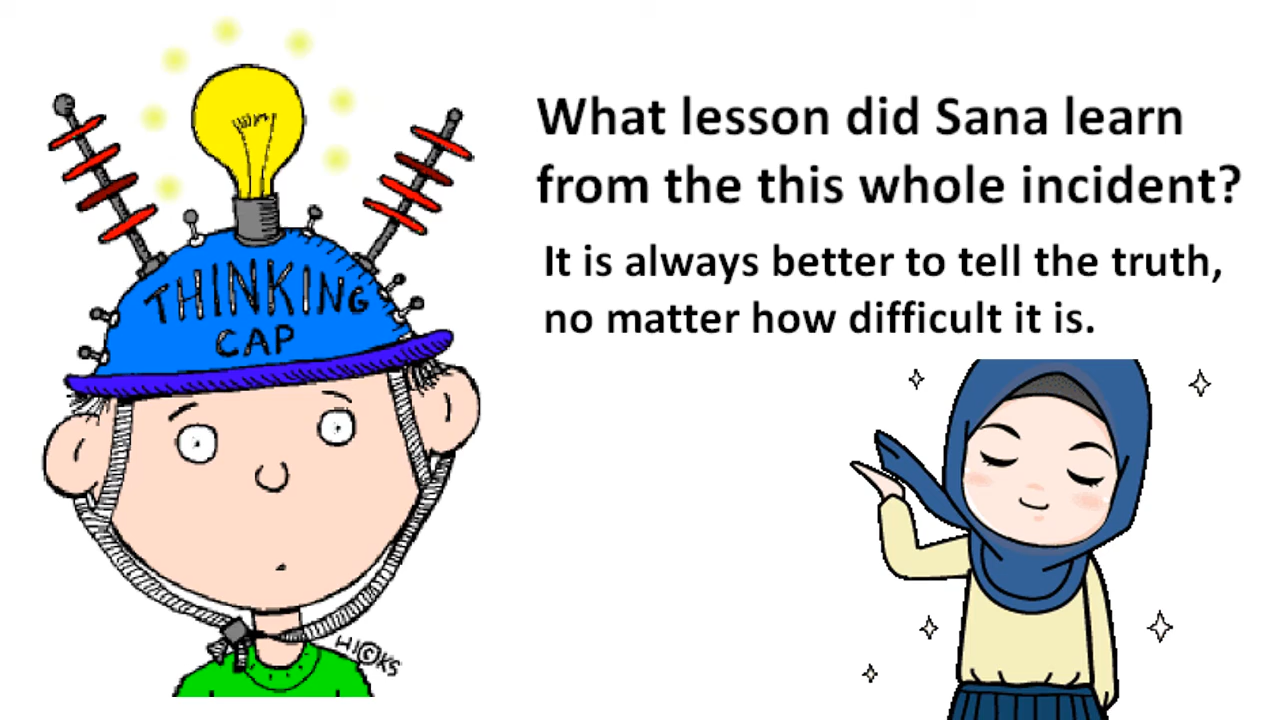 What lesson did Sana learn
from the this whole incident?
It is always better to tell the truth,
no matter how difficult it is.
THINKING
CAP
HICKS